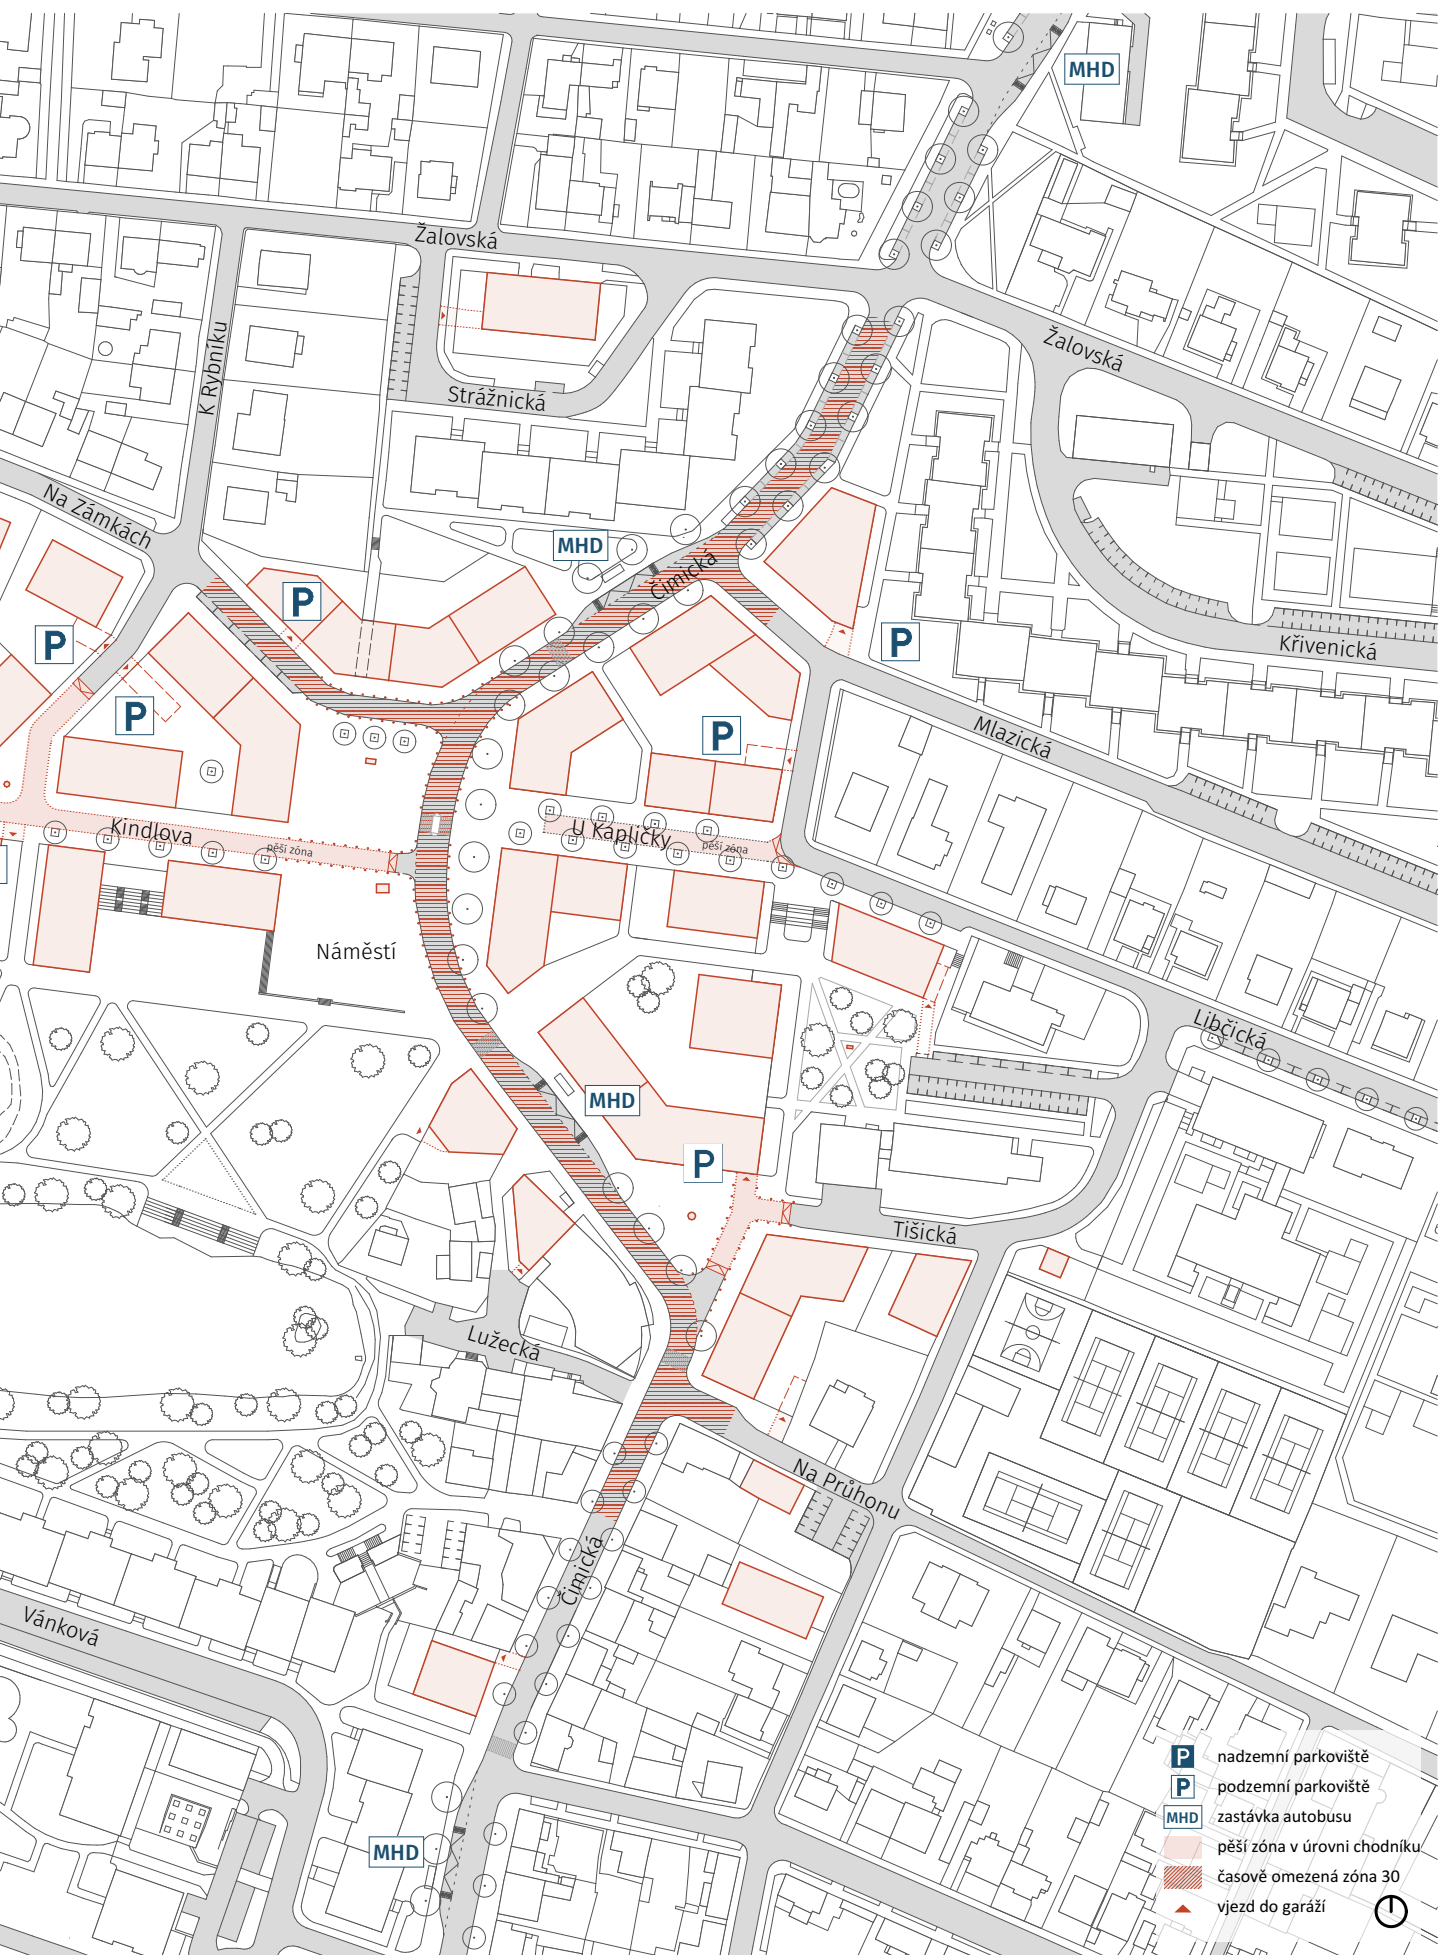 MHD
Žalovská
K Rybníku
Žalovská
Strážnická
Na Zámkách
MHD
Čimická
P
P
P
Křivenická
P
P
Mlazická
Kindlova
pěší zóna
U Kapličky
pěší zóna
Náměstí
Libčická
MHD
P
Tišická
Lužecká
Na Průhonu
Čimická
Vánková
MHD
P nadzemní parkoviště
P podzemní parkoviště
MHD zastávka autobusu
pěší zóna v úrovni chodníku
časově omezená zóna 30
vjezd do garáží